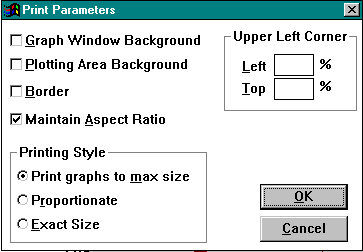 Print Parameters
Graph Window Background
Plotting Area Background
Border
Maintain Aspect Ratio
Upper Left Corner
Left %
Top %
Printing Style
Print graphs to max size
Proportionate
Exact Size
OK
Cancel